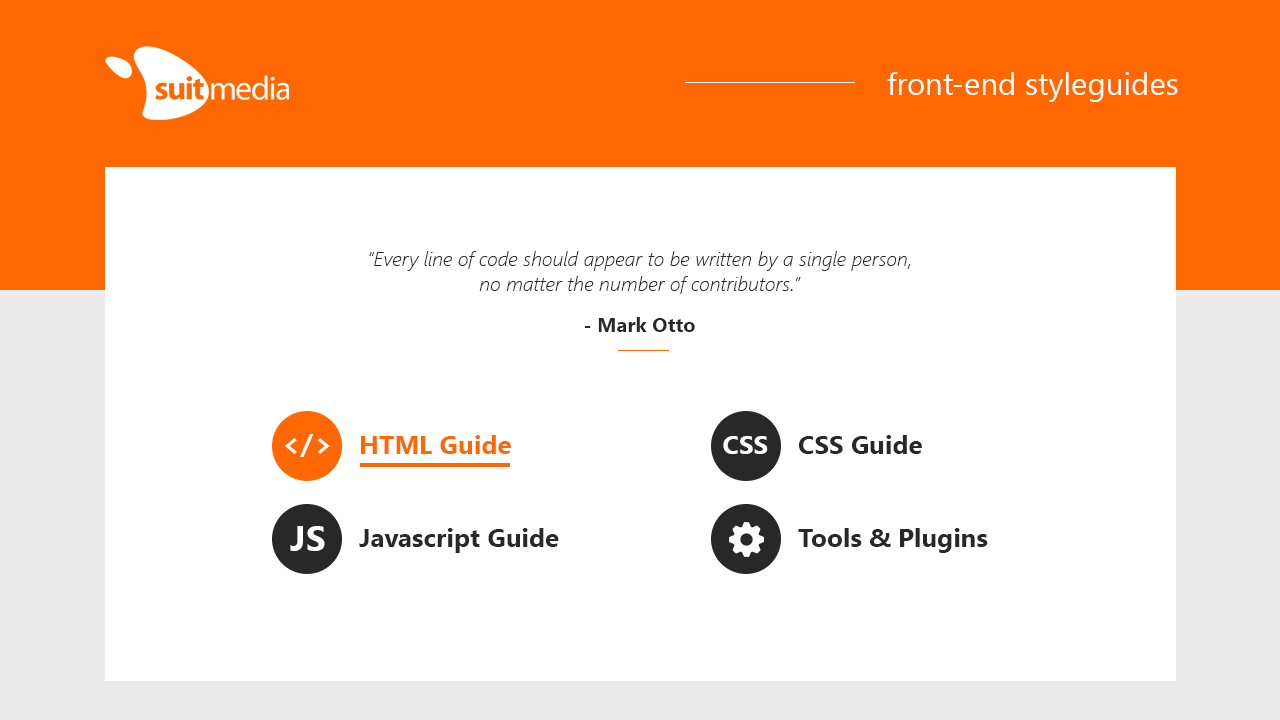 suitmedia
front-end styleguides
“Every line of code should appear to be written by a single person,
no matter the number of contributors.”
- Mark Otto
</> HTML Guide
CSS CSS Guide
JS Javascript Guide
Tools & Plugins